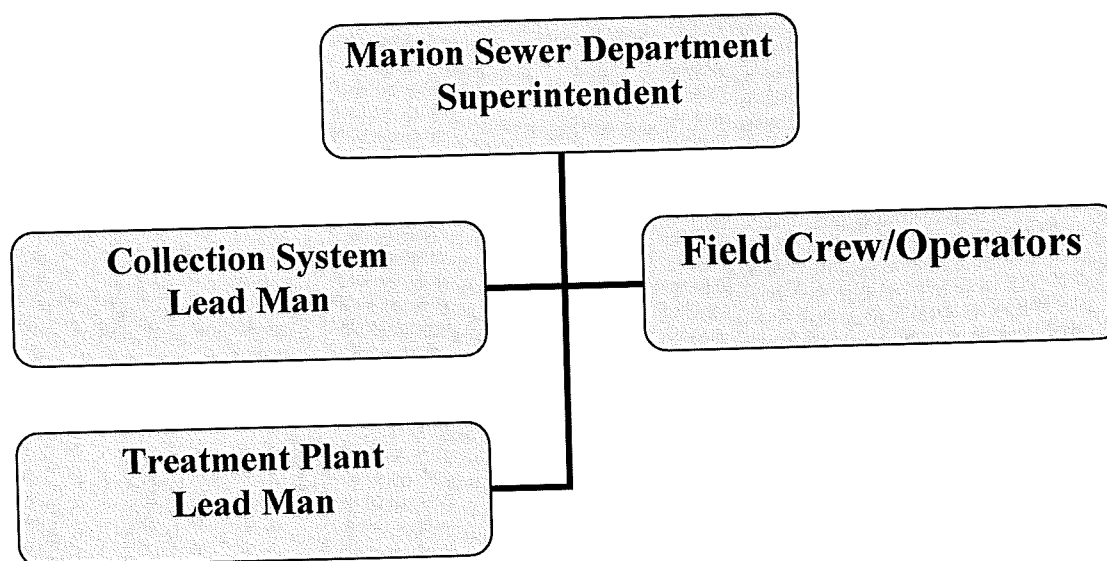 Marion Sewer Department
Superintendent
Collection System
Lead Man
Field Crew/Operators
Treatment Plant
Lead Man